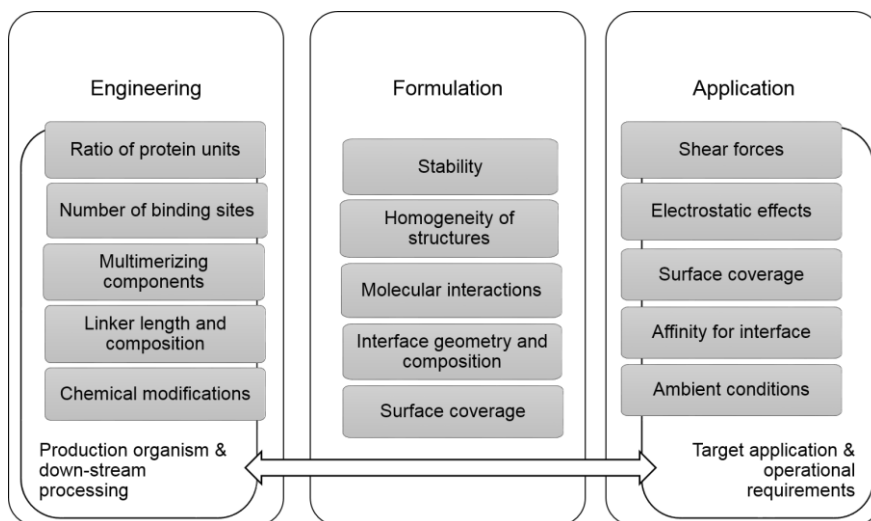 Engineering
Ratio of protein units
Number of binding sites
Multimerizing
components
Linker length and
composition
Chemical modifications
Production organism &
down-stream
processing
Formulation
Stability
Homogeneity of
structures
Molecular interactions
Interface geometry and
composition
Surface coverage
Application
Shear forces
Electrostatic effects
Surface coverage
Affinity for interface
Ambient conditions
Target application &
operational
requirements